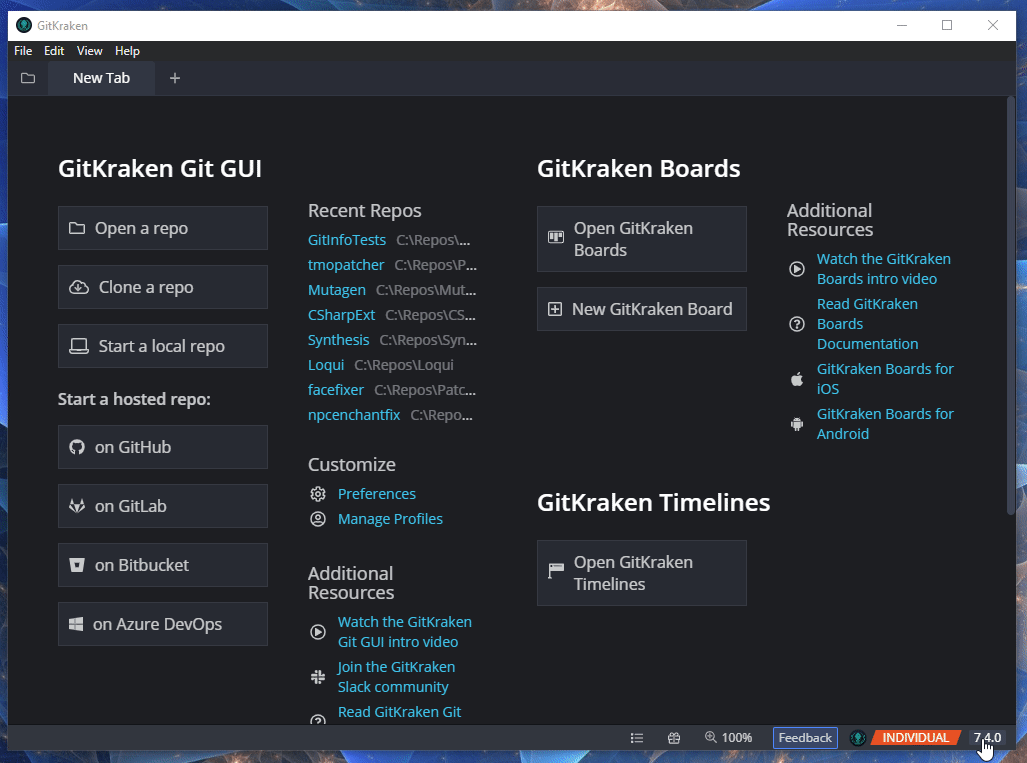 GitKraken
File Edit View Help
New Tab
GitKraken Git GUI
Open a repo
Clone a repo
Start a local repo
Start a hosted repo:
on GitHub
on GitLab
on Bitbucket
on Azure DevOps
Recent Repos
GitInfoTests C:\Repos\...
tmopatcher C:\Repos\P...
Mutagen C:\Repos\Mut...
CSharpExt C:\Repos\CS...
Synthesis C:\Repos\Syn...
Loqui C:\Repos\Loqui
facefixer C:\Repos\Patc...
npcenchantfix C:\Repo...
Customize
Preferences
Manage Profiles
Additional
Resources
Watch the GitKraken
Git GUI intro video
Join the GitKraken
Slack community
Read GitKraken Git
GitKraken Boards
Open GitKraken
Boards
New GitKraken Board
Additional
Resources
Watch the GitKraken
Boards intro video
Read GitKraken
Boards
Documentation
GitKraken Boards for
iOS
GitKraken Boards for
Android
GitKraken Timelines
Open GitKraken
Timelines
100% Feedback INDIVIDUAL 7.4.0